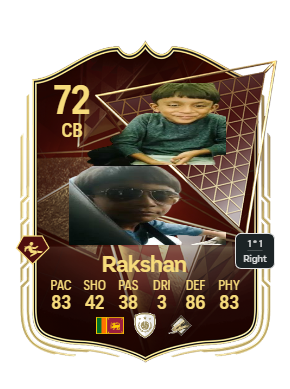 72
CB
1*1
Right
Rakshan
PAC SHO PAS DRI DEF PHY
83 42 38 3 86 83